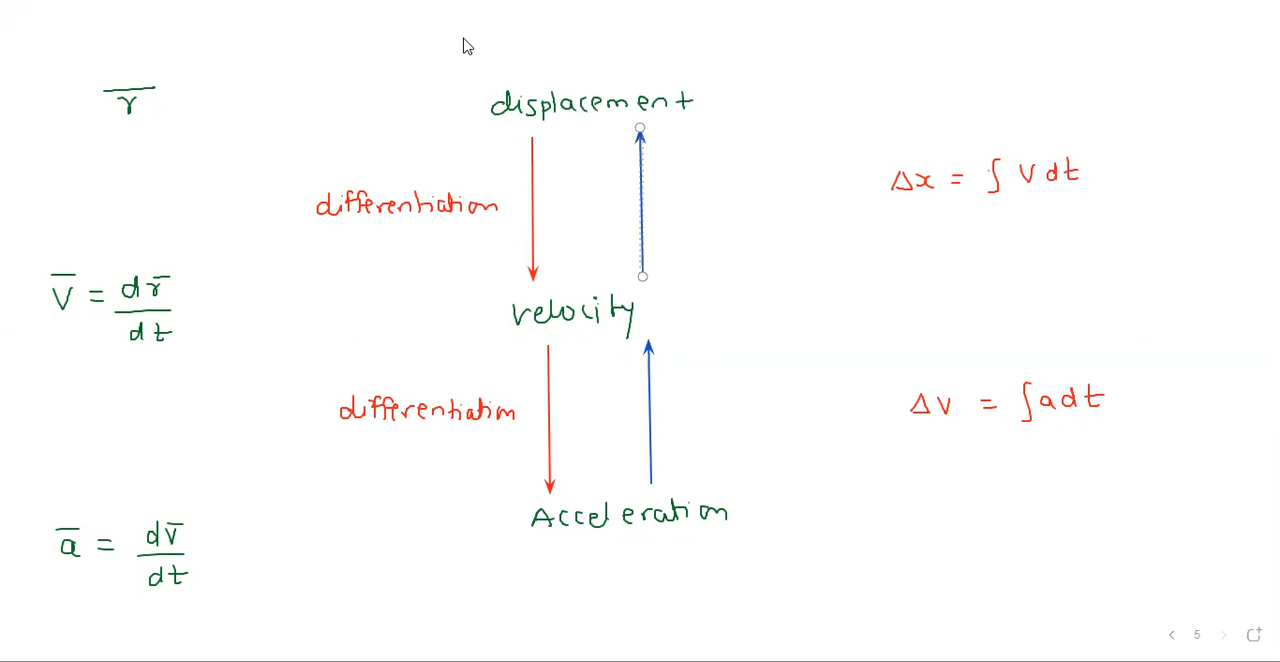 r̅
displacement
differentiation
Δx = ∫ v dt
V̅ = dr̅/dt
velocity
differentiation
Δv = ∫ a dt
Acceleration
a̅ = dv̅/dt
5